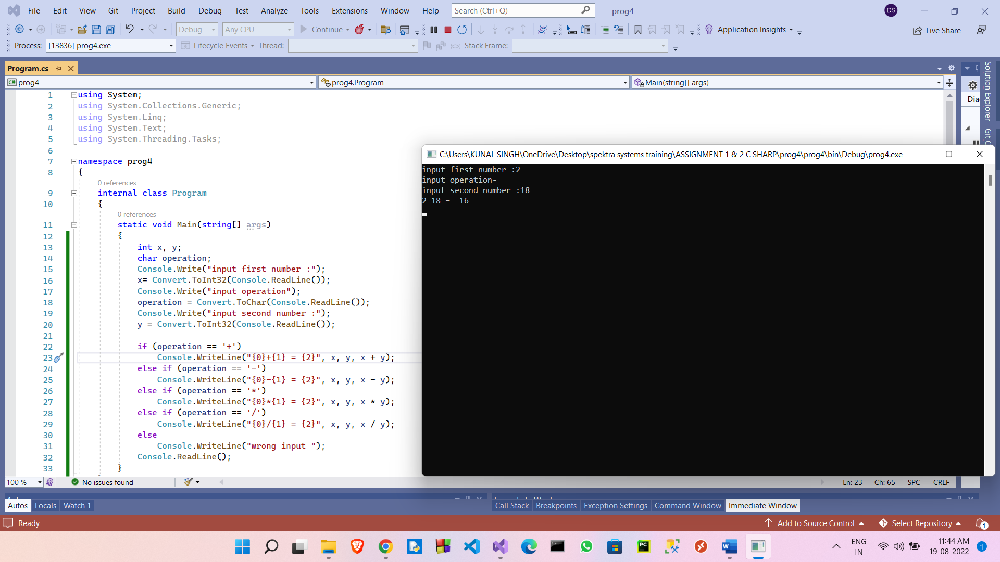 File Edit View Git Project Build Debug Test Analyze Tools Extensions Window Help Search (Ctrl+Q) prog4 DS
Debug Any CPU Continue Application Insights Live Share
Process: [13836] prog4.exe Lifecycle Events Thread: Stack Frame:
Program.cs
prog4 prog4.Program Main(string[] args)
Solution Explorer
Dia
1 using System;
2 using System.Collections.Generic;
3 using System.Linq;
4 using System.Text;
5 using System.Threading.Tasks;
6
7 namespace prog4
8 {
0 references
9 internal class Program
10 {
0 references
11 static void Main(string[] args)
12 {
13 int x, y;
14 char operation;
15 Console.Write("input first number :");
16 x= Convert.ToInt32(Console.ReadLine());
17 Console.Write("input operation");
18 operation = Convert.ToChar(Console.ReadLine());
19 Console.Write("input second number :");
20 y = Convert.ToInt32(Console.ReadLine());
21
22 if (operation == '+')
23 Console.WriteLine("{0}+{1} = {2}", x, y, x + y);
24 else if (operation == '-')
25 Console.WriteLine("{0}-{1} = {2}", x, y, x - y);
26 else if (operation == '*')
27 Console.WriteLine("{0}*{1} = {2}", x, y, x * y);
28 else if (operation == '/')
29 Console.WriteLine("{0}/{1} = {2}", x, y, x / y);
30 else
31 Console.WriteLine("wrong input ");
32 Console.ReadLine();
33 }
C:\Users\KUNAL SINGH\OneDrive\Desktop\spektra systems training\ASSIGNMENT 1 & 2 C SHARP\prog4\prog4\bin\Debug\prog4.exe
input first number :2
input operation-
input second number :18
2-18 = -16
100 % No issues found Ln: 23 Ch: 65 SPC CRLF
Autos Immediate Window
Autos Locals Watch 1 Call Stack Breakpoints Exception Settings Command Window Immediate Window
Ready Add to Source Control Select Repository 1
PC ENG IN 11:44 AM 19-08-2022 1